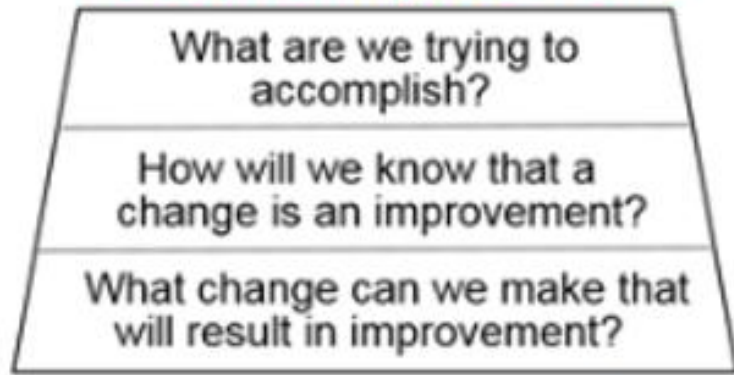 What are we trying to
accomplish?
How will we know that a
change is an improvement?
What change can we make that
will result in improvement?